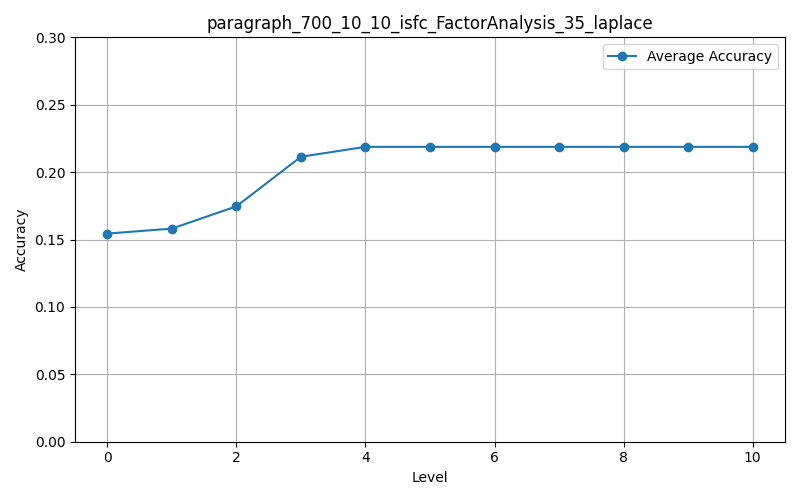 paragraph_700_10_10_isfc_FactorAnalysis_35_laplace
Average Accuracy
0.30
0.25
0.20
0.15
0.10
0.05
0.00
Accuracy
0 2 4 6 8 10
Level